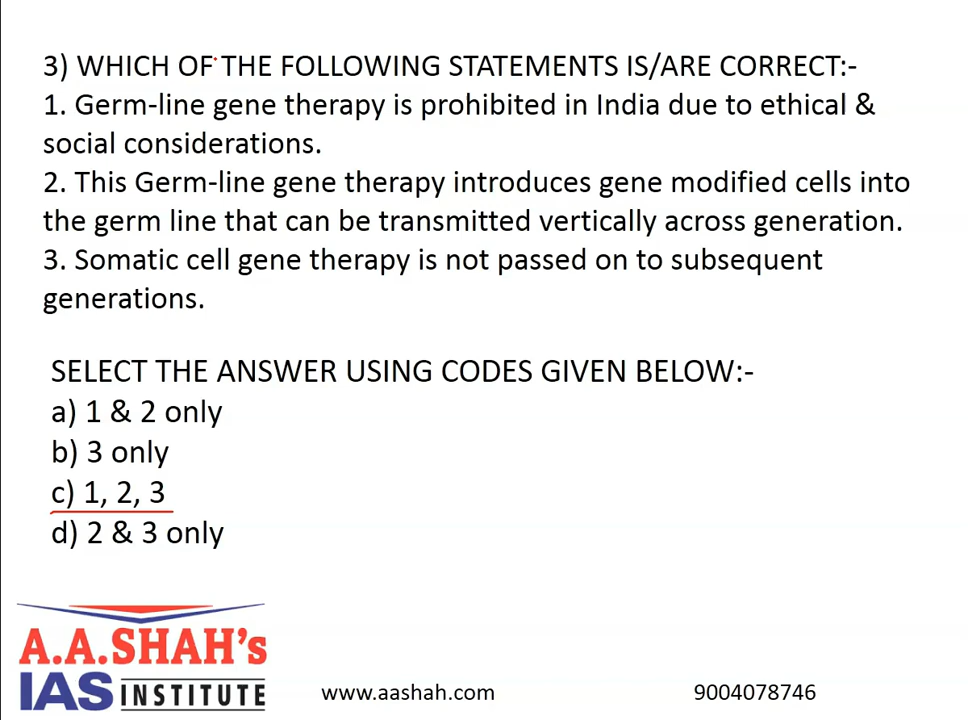 3) WHICH OF THE FOLLOWING STATEMENTS IS/ARE CORRECT:-
1. Germ-line gene therapy is prohibited in India due to ethical &
social considerations.
2. This Germ-line gene therapy introduces gene modified cells into
the germ line that can be transmitted vertically across generation.
3. Somatic cell gene therapy is not passed on to subsequent
generations.
SELECT THE ANSWER USING CODES GIVEN BELOW:-
a) 1 & 2 only
b) 3 only
c) 1, 2, 3
d) 2 & 3 only
A.A.SHAH's
IAS INSTITUTE
www.aashah.com
9004078746